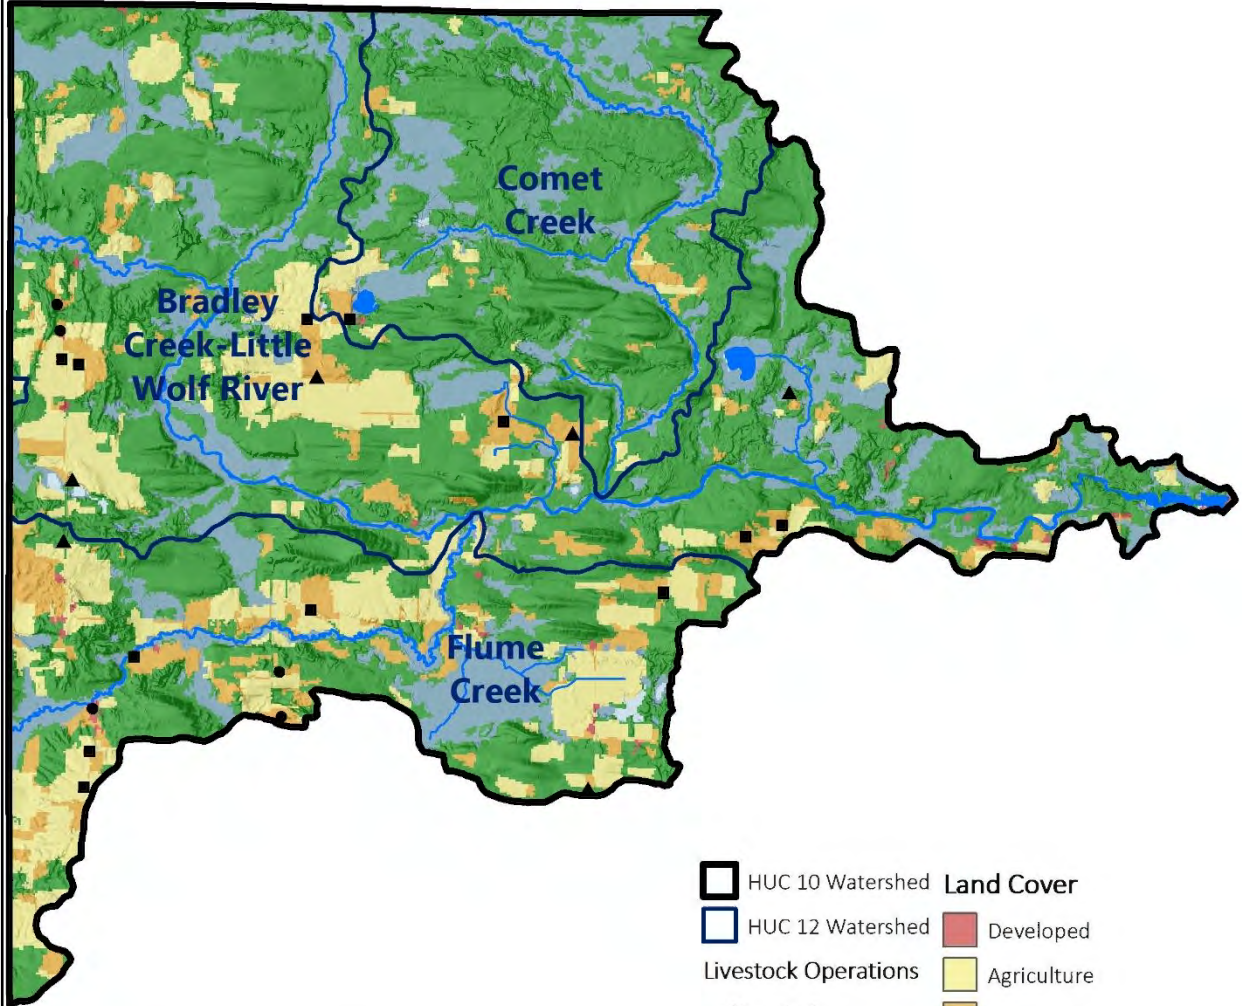 Comet
Creek
Bradley
Creek-Little
Wolf River
Flume
Creek
HUC 10 Watershed
HUC 12 Watershed
Livestock Operations
Land Cover
Developed
Agriculture